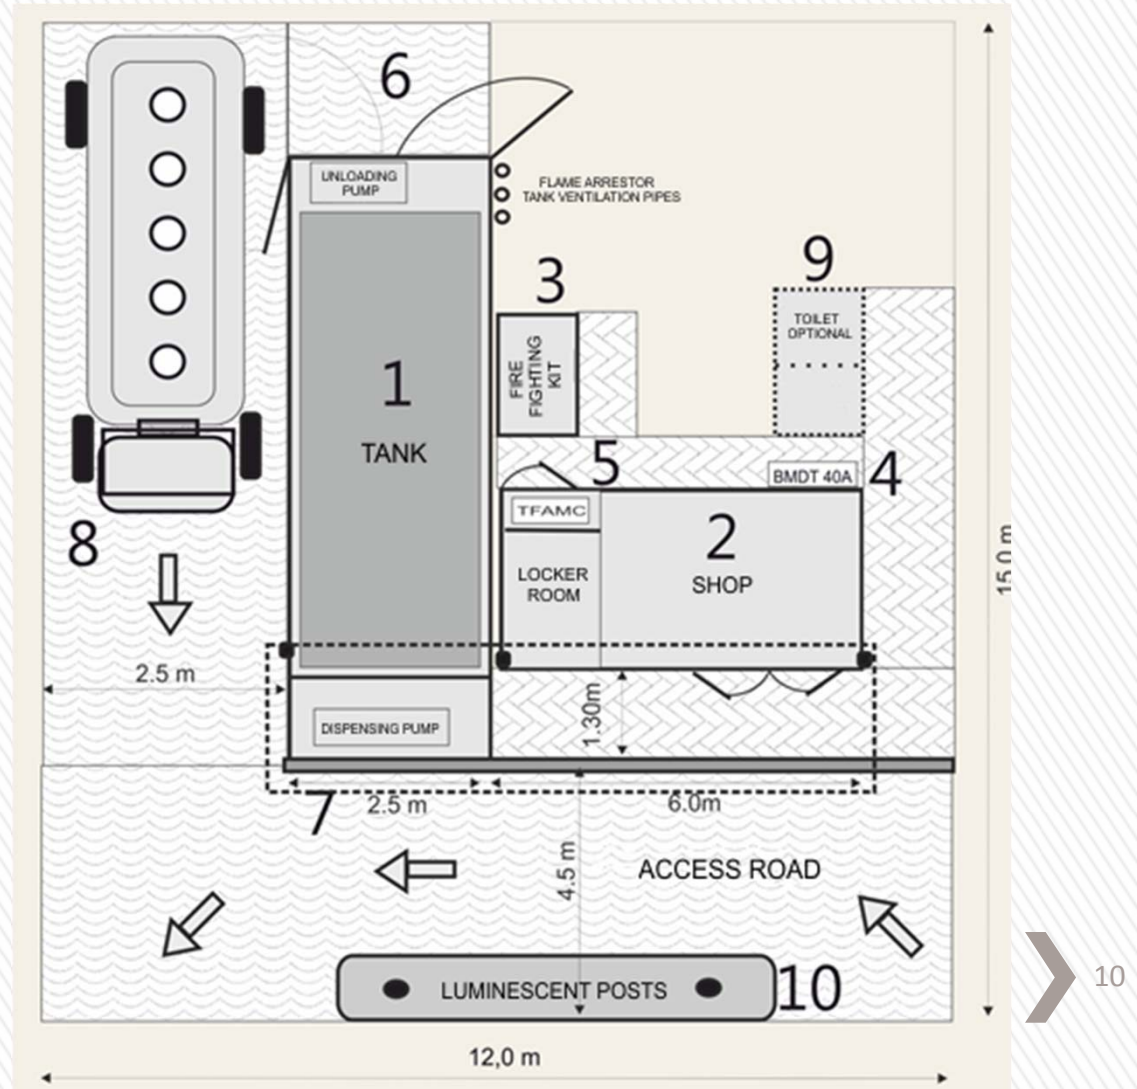 6
UNLOADING
PUMP
FLAME ARRESTOR
TANK VENTILATION PIPES
3
9
FIRE
FIGHTING
KIT
TOILET
OPTIONAL
1
TANK
5
BMDT 40A
4
TFAMC
2
LOCKER
ROOM
SHOP
8
15.0 m
2.5 m
1.30m
DISPENSING PUMP
7
2.5 m
6.0m
4.5 m
ACCESS ROAD
LUMINESCENT POSTS
10
10
12,0 m